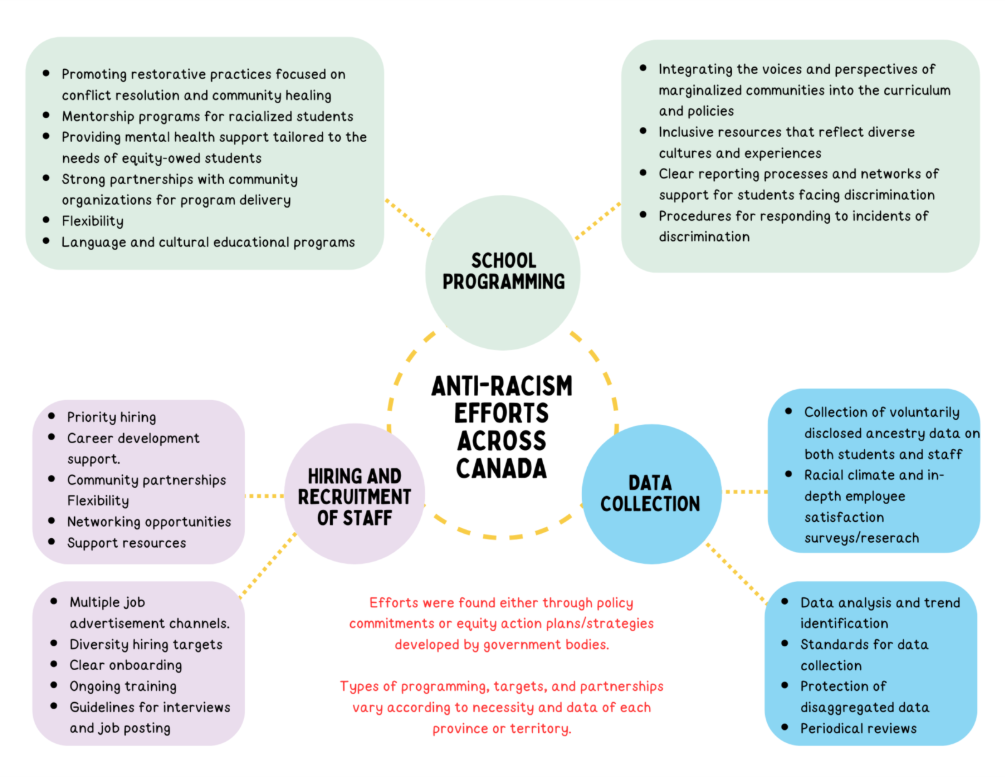 Promoting restorative practices focused on
conflict resolution and community healing
Mentorship programs for racialized students
Providing mental health support tailored to the
needs of equity-owed students
Strong partnerships with community
organizations for program delivery
Flexibility
Language and cultural educational programs
Integrating the voices and perspectives of
marginalized communities into the curriculum
and policies
Inclusive resources that reflect diverse
cultures and experiences
Clear reporting processes and networks of
support for students facing discrimination
Procedures for responding to incidents of
discrimination
SCHOOL
PROGRAMMING
ANTI-RACISM
EFFORTS
ACROSS
CANADA
Priority hiring
Career development
support.
Community partnerships
Flexibility
Networking opportunities
Support resources
HIRING AND
RECRUITMENT
OF STAFF
DATA
COLLECTION
Collection of voluntarily
disclosed ancestry data on
both students and staff
Racial climate and in-
depth employee
satisfaction
surveys/reserach
Multiple job
advertisement channels.
Diversity hiring targets
Clear onboarding
Ongoing training
Guidelines for interviews
and job posting
Efforts were found either through policy
commitments or equity action plans/strategies
developed by government bodies.
Types of programming, targets, and partnerships
vary according to necessity and data of each
province or territory.
Data analysis and trend
identification
Standards for data
collection
Protection of
disaggregated data
Periodical reviews